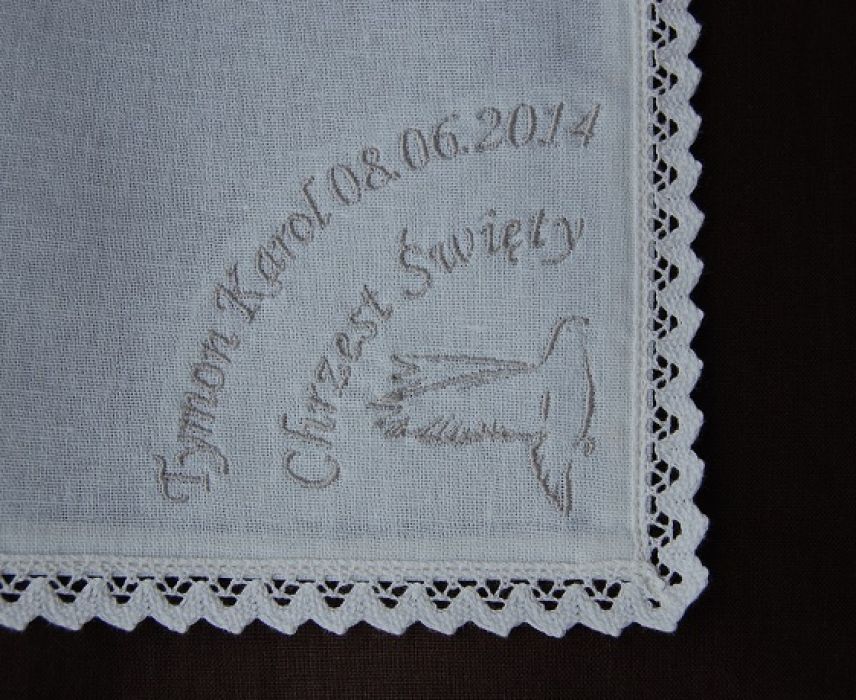 Tymon Karol 08.06.2014
Chrzest Święty